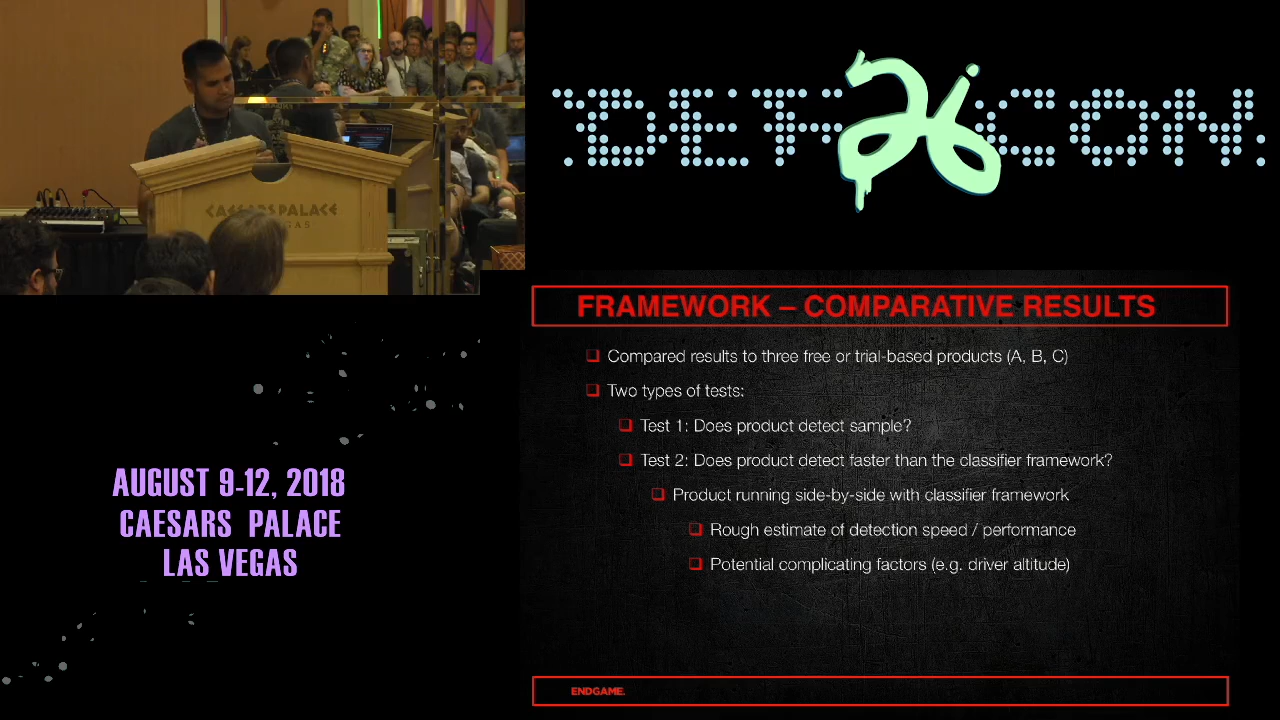 CAESARS PALACE
GAS
DEF 26 CON
AUGUST 9-12, 2018
CAESARS PALACE
LAS VEGAS
FRAMEWORK – COMPARATIVE RESULTS
Compared results to three free or trial-based products (A, B, C)
Two types of tests:
Test 1: Does product detect sample?
Test 2: Does product detect faster than the classifier framework?
Product running side-by-side with classifier framework
Rough estimate of detection speed / performance
Potential complicating factors (e.g. driver altitude)
ENDGAME.